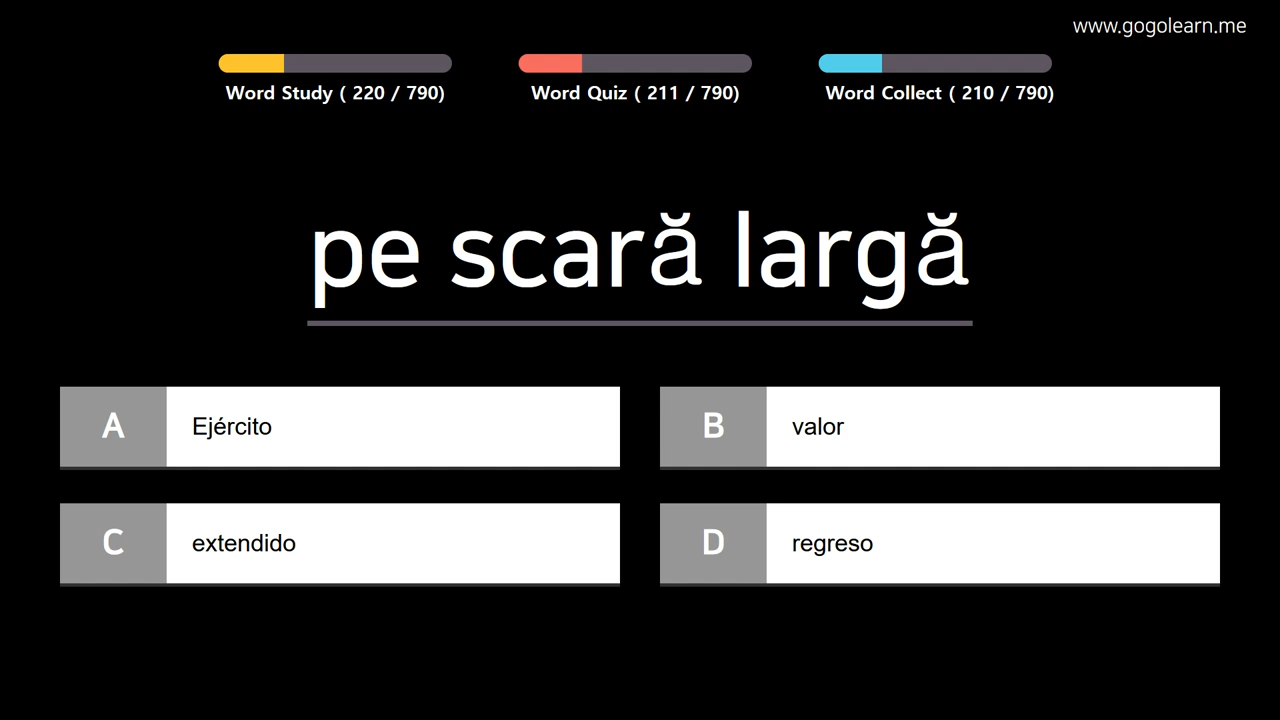 www.gogolearn.me
Word Study ( 220 / 790)
Word Quiz ( 211 / 790)
Word Collect ( 210 / 790)
pe scară largă
A
Ejército
B
valor
C
extendido
D
regreso